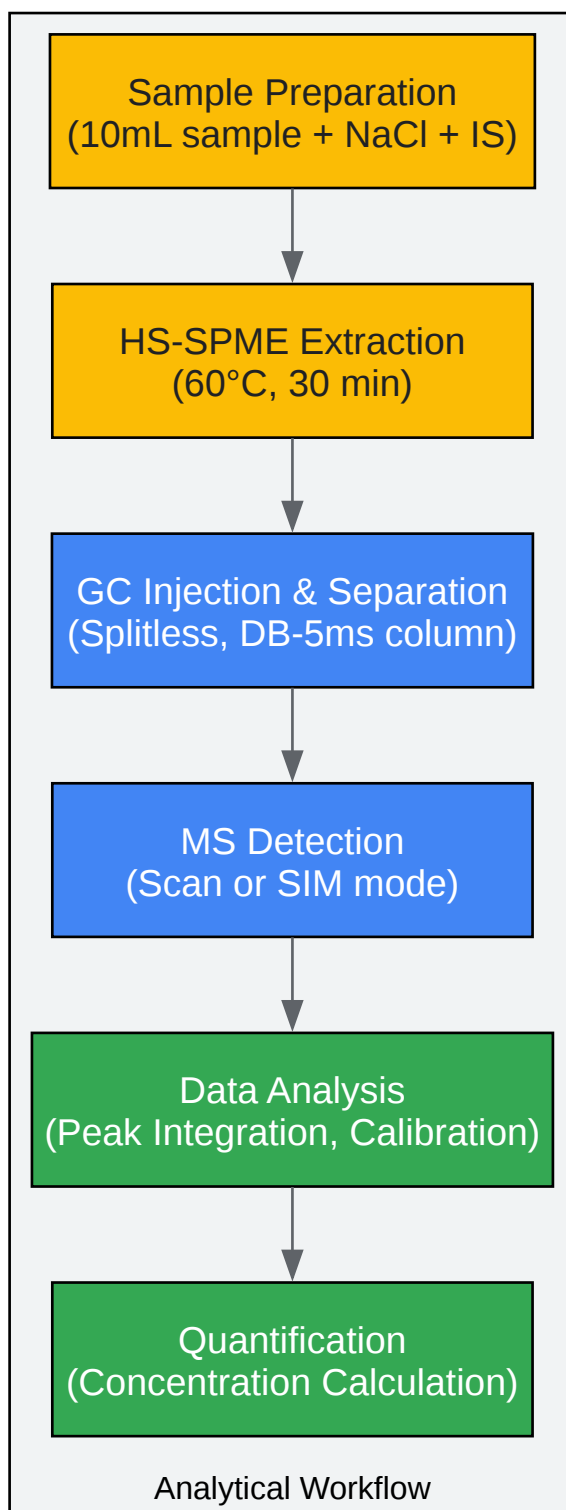 Sample Preparation
(10mL sample + NaCl + IS)
HS-SPME Extraction
(60°C, 30 min)
GC Injection & Separation
(Splitless, DB-5ms column)
MS Detection
(Scan or SIM mode)
Data Analysis
(Peak Integration, Calibration)
Quantification
(Concentration Calculation)
Analytical Workflow